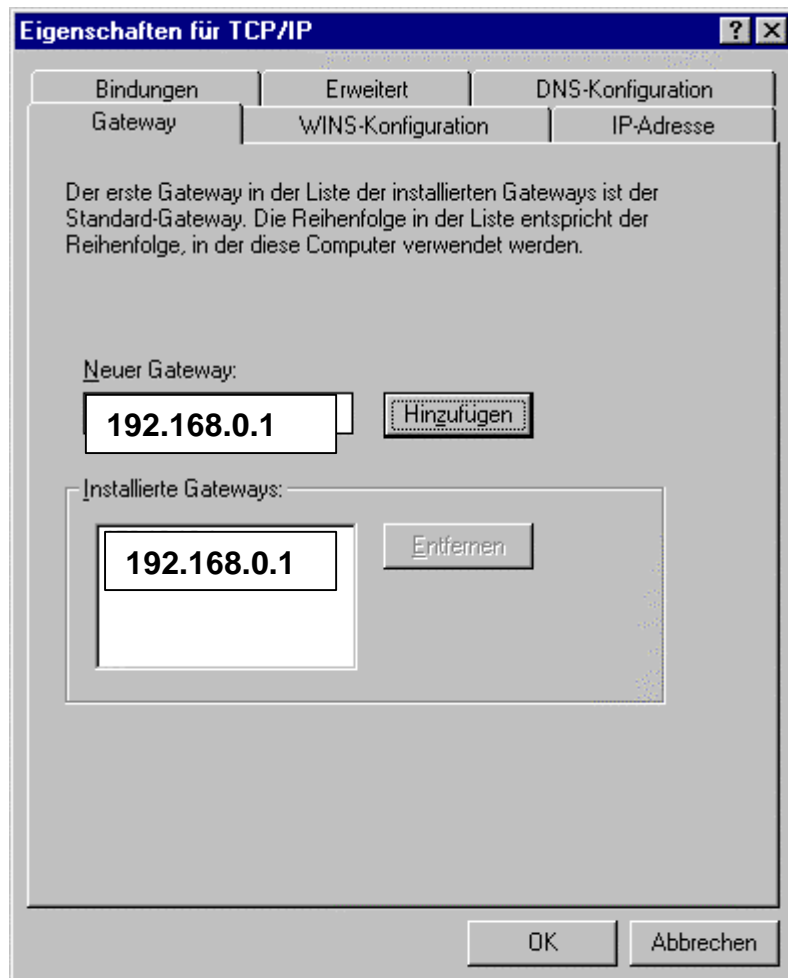 Eigenschaften für TCP/IP
Bindungen Erweitert DNS-Konfiguration
Gateway WINS-Konfiguration IP-Adresse
Der erste Gateway in der Liste der installierten Gateways ist der
Standard-Gateway. Die Reihenfolge in der Liste entspricht der
Reihenfolge, in der diese Computer verwendet werden.
Neuer Gateway:
192.168.0.1 Hinzufügen
Installierte Gateways:
192.168.0.1 Entfernen
OK Abbrechen